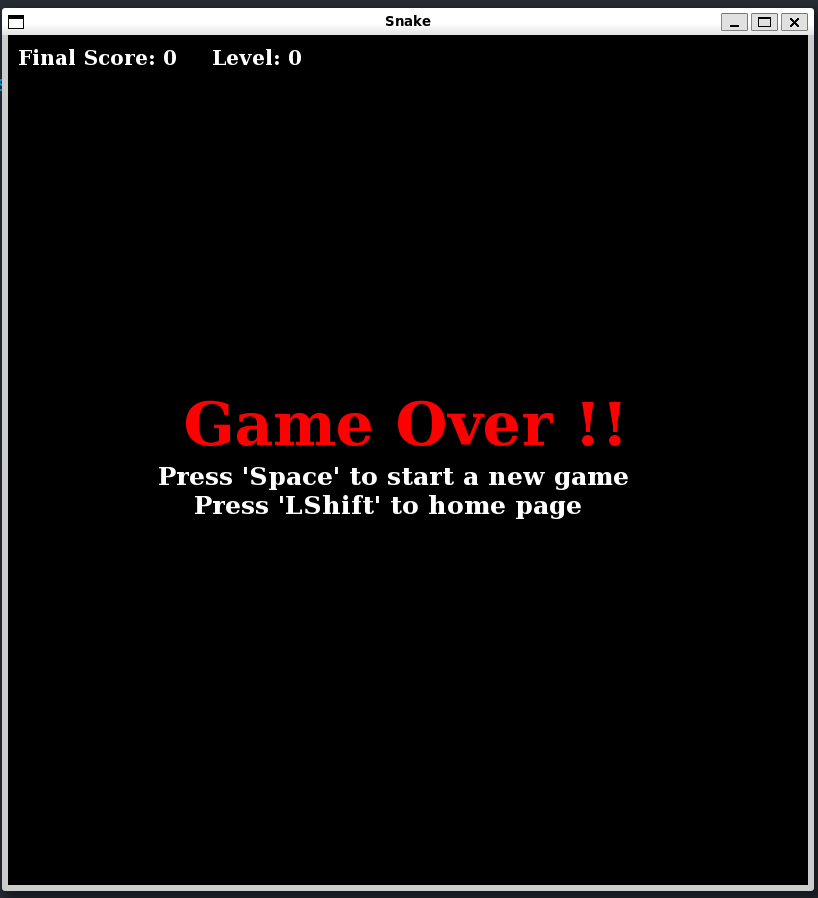 Snake
Final Score: 0 Level: 0
Game Over !!
Press 'Space' to start a new game
Press 'LShift' to home page